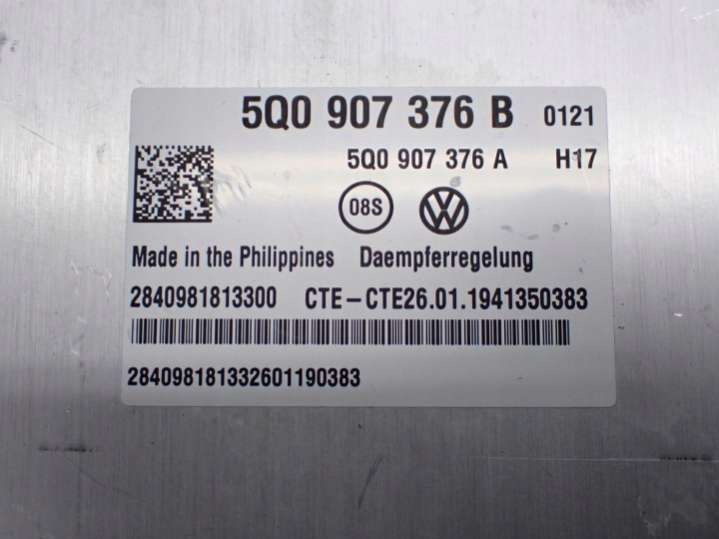 5Q0 907 376 B 0121
5Q0 907 376 A H17
08S
Made in the Philippines Daempferregelung
2840981813300 CTE-CTE26.01.1941350383
284098181332601190383